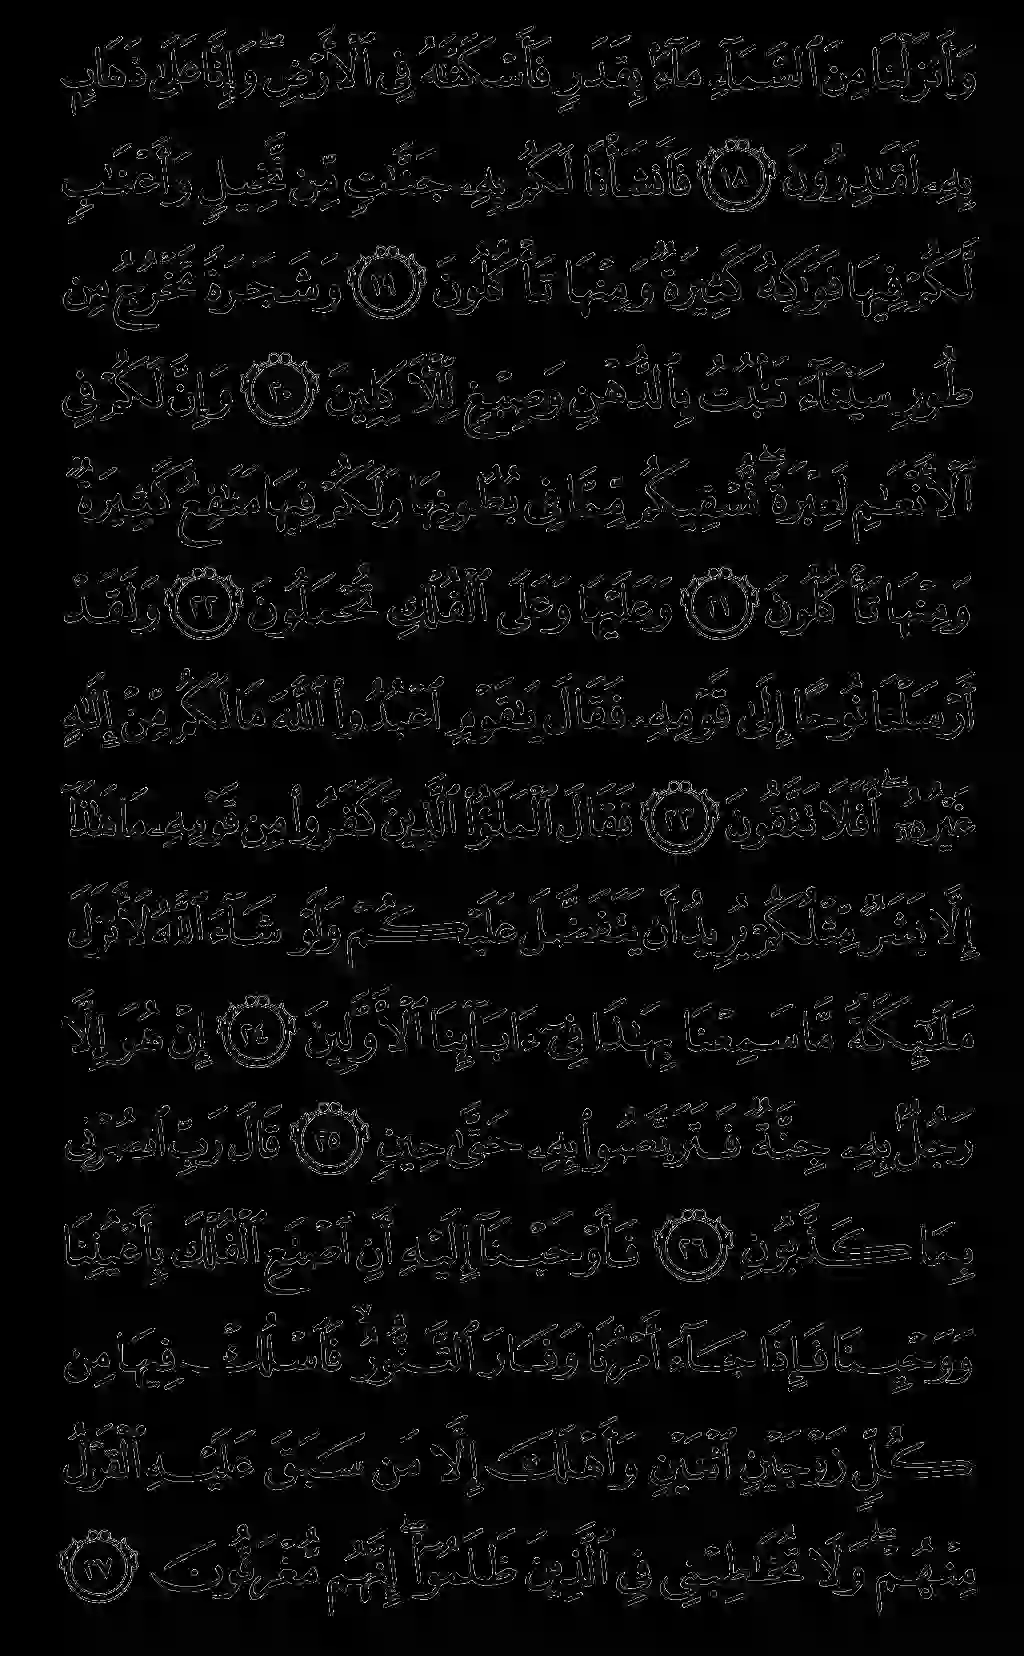 وَأَنزَلْنَا مِنَ ٱلسَّمَآءِ مَآءًۢ بِقَدَرٍ فَأَسْكَنَّٰهُ فِى ٱلْأَرْضِ ۖ وَإِنَّا عَلَىٰ ذَهَابٍۭ
بِهِۦ لَقَٰدِرُونَ ١٨ فَأَنشَأْنَا لَكُم بِهِۦ جَنَّٰتٍ مِّن نَّخِيلٍ وَأَعْنَٰبٍ
لَّكُمْ فِيهَا فَوَٰكِهُ كَثِيرَةٌ وَمِنْهَا تَأْكُلُونَ ١٩ وَشَجَرَةً تَخْرُجُ مِن
طُورِ سَيْنَآءَ تَنۢبُتُ بِٱلدُّهْنِ وَصِبْغٍ لِّلْءَاكِلِينَ ٢٠ وَإِنَّ لَكُمْ فِى
ٱلْأَنْعَٰمِ لَعِبْرَةً ۖ نُّسْقِيكُم مِّمَّا فِى بُطُونِهَا وَلَكُمْ فِيهَا مَنَٰفِعُ كَثِيرَةٌ
وَمِنْهَا تَأْكُلُونَ ٢١ وَعَلَيْهَا وَعَلَى ٱلْفُلْكِ تُحْمَلُونَ ٢٢ وَلَقَدْ
أَرْسَلْنَا نُوحًا إِلَىٰ قَوْمِهِۦ فَقَالَ يَٰقَوْمِ ٱعْبُدُوا۟ ٱللَّهَ مَا لَكُم مِّنْ إِلَٰهٍ
غَيْرُهُۥٓ ۖ أَفَلَا تَتَّقُونَ ٢٣ فَقَالَ ٱلْمَلَؤُا۟ ٱلَّذِينَ كَفَرُوا۟ مِن قَوْمِهِۦ مَا هَٰذَآ
إِلَّا بَشَرٌ مِّثْلُكُمْ يُرِيدُ أَن يَتَفَضَّلَ عَلَيْكُمْ وَلَوْ شَآءَ ٱللَّهُ لَأَنزَلَ
مَلَٰٓئِكَةً مَّا سَمِعْنَا بِهَٰذَا فِىٓ ءَابَآئِنَا ٱلْأَوَّلِينَ ٢٤ إِنْ هُوَ إِلَّا
رَجُلٌۢ بِهِۦ جِنَّةٌ فَتَرَبَّصُوا۟ بِهِۦ حَتَّىٰ حِينٍ ٢٥ قَالَ رَبِّ ٱنصُرْنِى
بِمَا كَذَّبُونِ ٢٦ فَأَوْحَيْنَآ إِلَيْهِ أَنِ ٱصْنَعِ ٱلْفُلْكَ بِأَعْيُنِنَا
وَوَحْيِنَا فَإِذَا جَآءَ أَمْرُنَا وَفَارَ ٱلتَّنُّورُ ۙ فَٱسْلُكْ فِيهَا مِن
كُلٍّ زَوْجَيْنِ ٱثْنَيْنِ وَأَهْلَكَ إِلَّا مَن سَبَقَ عَلَيْهِ ٱلْقَوْلُ
مِنْهُمْ ۖ وَلَا تُخَٰطِبْنِى فِى ٱلَّذِينَ ظَلَمُوٓا۟ ۖ إِنَّهُم مُّغْرَقُونَ ٢٧